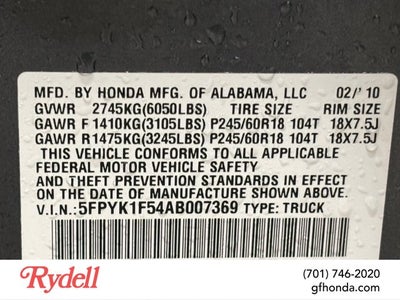 MFD. BY HONDA MFG. OF ALABAMA, LLC 02/'10
GVWR 2745KG(6050LBS) TIRE SIZE RIM SIZE
GAWR F 1410KG(3105LBS) P245/60R18 104T 18X7.5J
GAWR R 1475KG(3245LBS) P245/60R18 104T 18X7.5J
THIS VEHICLE CONFORMS TO ALL APPLICABLE
FEDERAL MOTOR VEHICLE SAFETY
AND THEFT PREVENTION STANDARDS IN EFFECT
ON THE DATE OF MANUFACTURE SHOWN ABOVE.
V.I.N.: 5FPYK1F54AB007369 TYPE: TRUCK
Rydell
(701) 746-2020
gfhonda.com